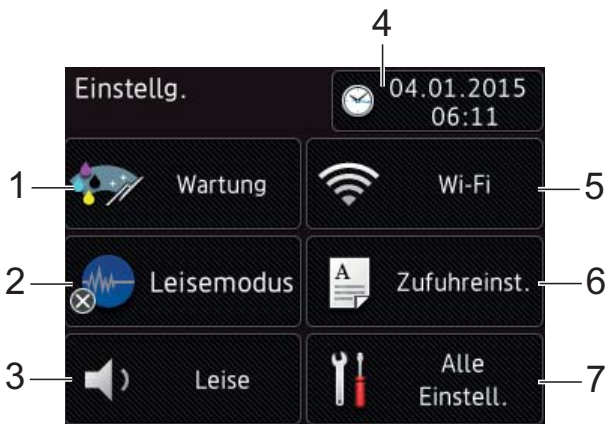 4
Einstellg.
04.01.2015
06:11
1
Wartung
Wi-Fi
5
2
Leisemodus
A
Zufuhreinst.
6
3
Leise
Alle
Einstell.
7